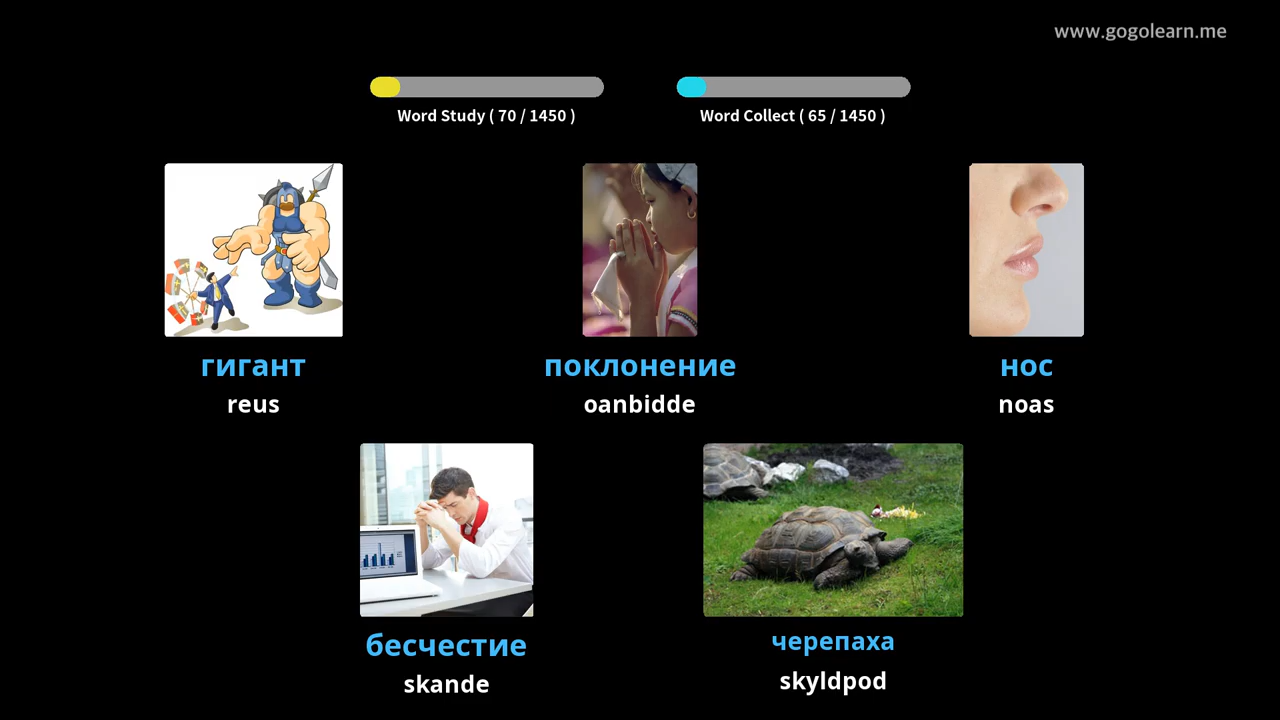 www.gogolearn.me
Word Study ( 70 / 1450 )
Word Collect ( 65 / 1450 )
гигант
reus
поклонение
oanbidde
нос
noas
бесчестие
skande
черепаха
skyldpod